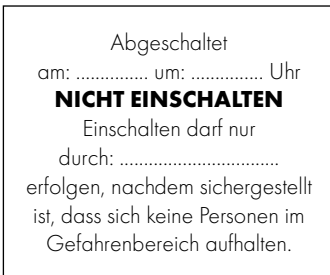 Abgeschaltet
am: ............... um: ............... Uhr
NICHT EINSCHALTEN
Einschalten darf nur
durch: .................................
erfolgen, nachdem sichergestellt
ist, dass sich keine Personen im
Gefahrenbereich aufhalten.